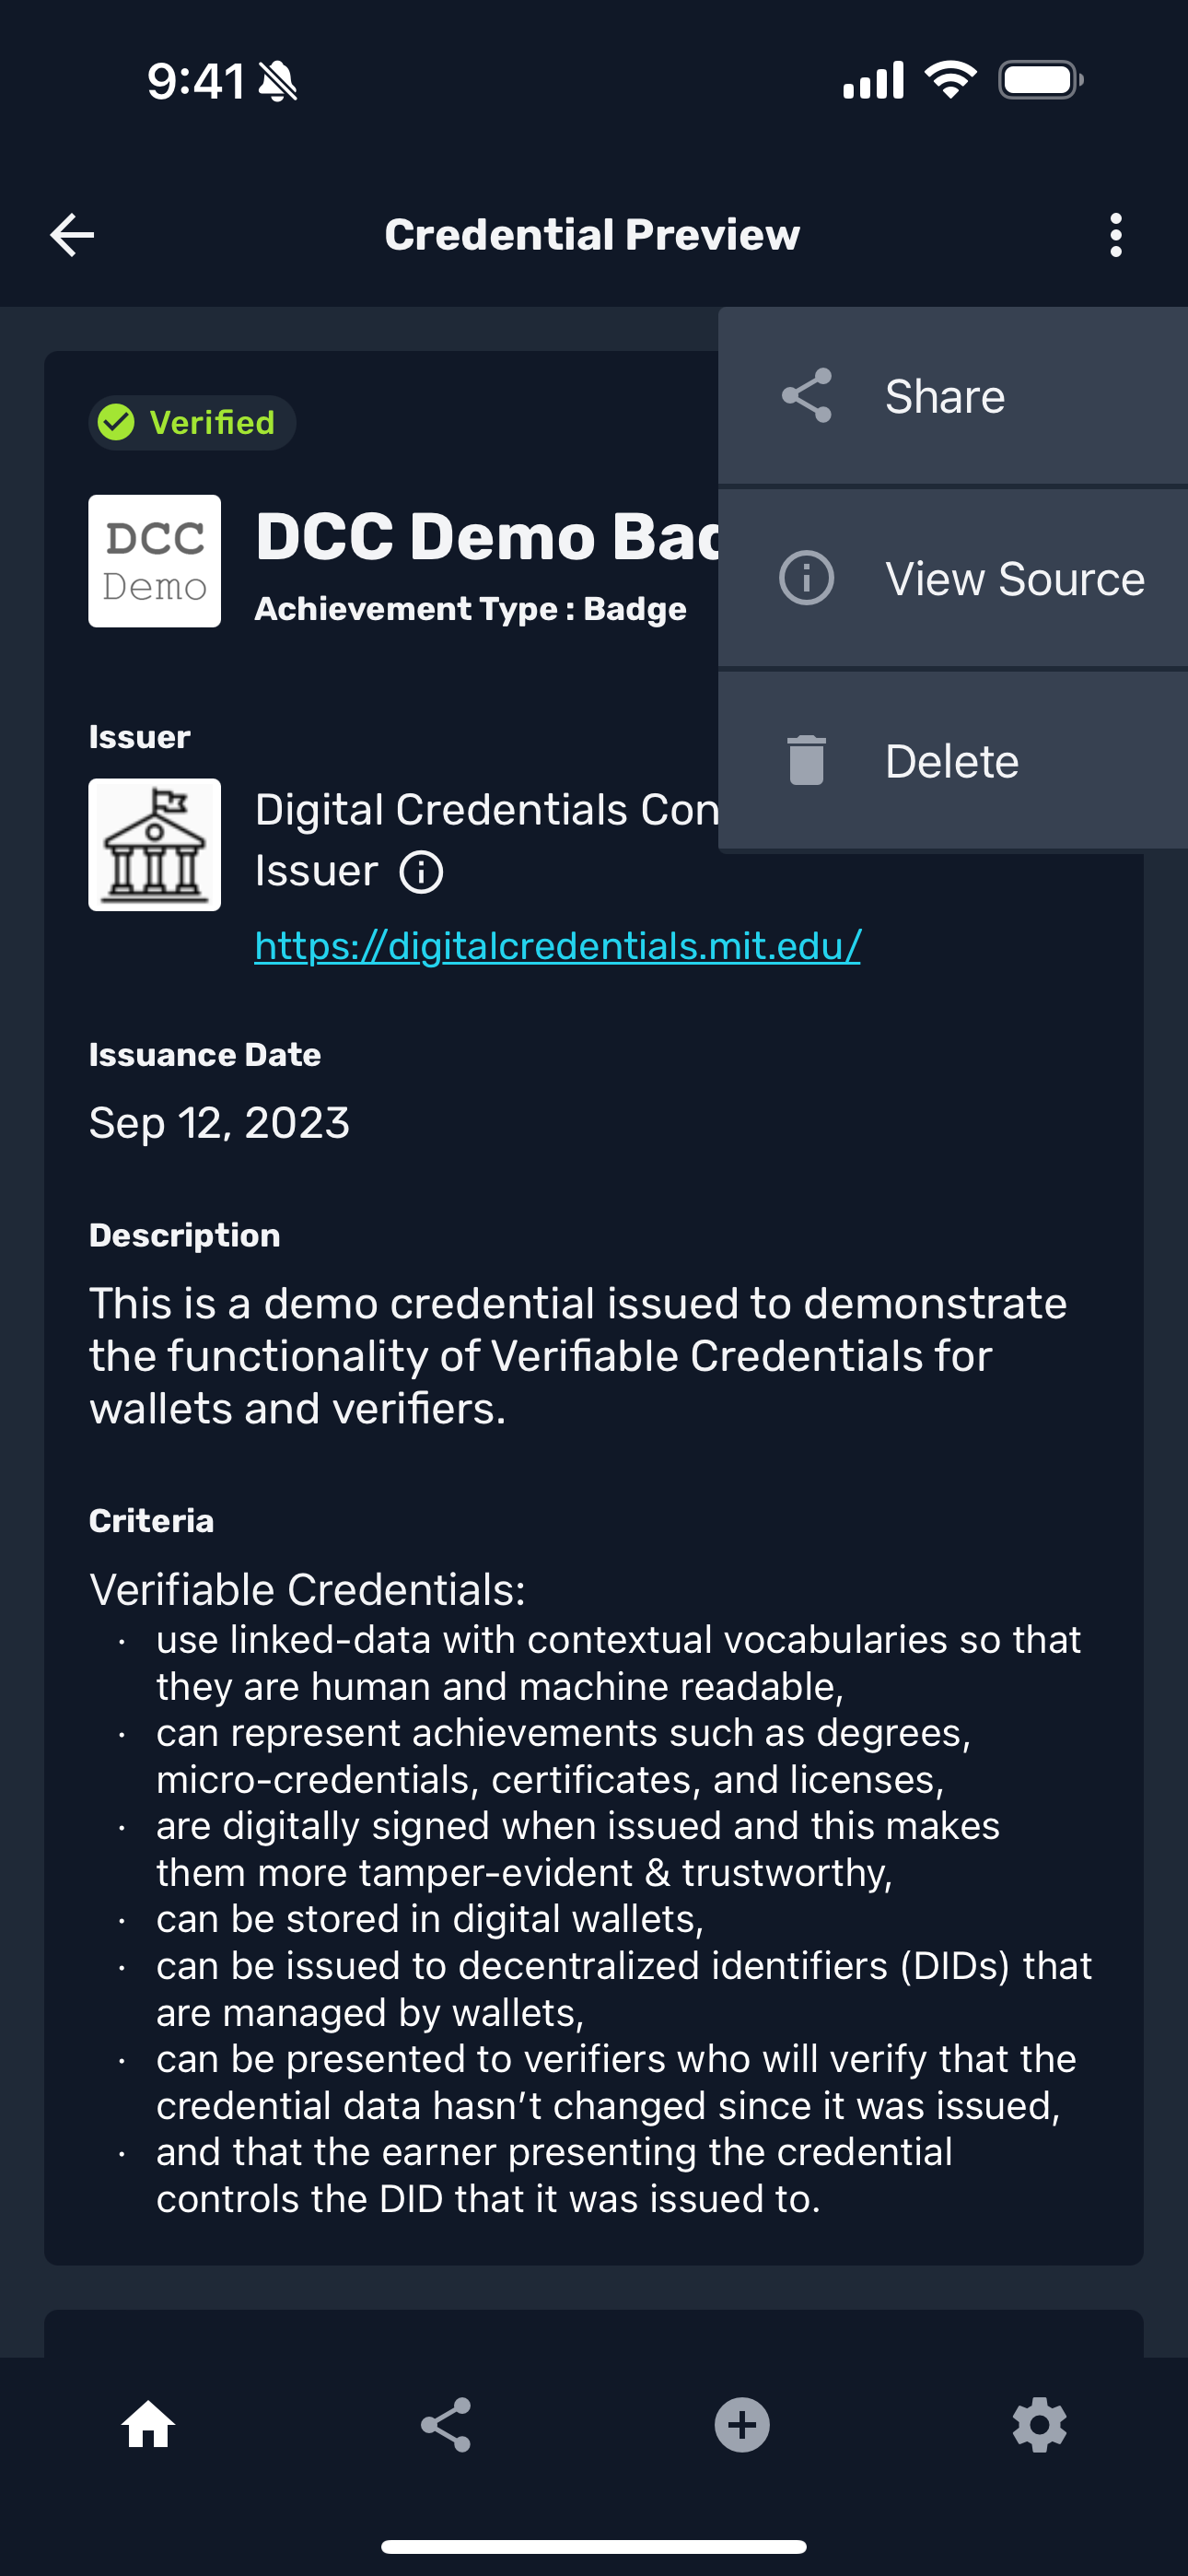 9:41
Credential Preview
Share
Verified
DCC
Demo
DCC Demo
Achievement Type : Badge
View Source
Issuer
Delete
Digital Credentials
Issuer
https://digitalcredentials.mit.edu/
Issuance Date
Sep 12, 2023
Description
This is a demo credential issued to demonstrate
the functionality of Verifiable Credentials for
wallets and verifiers.
Criteria
Verifiable Credentials:
· use linked-data with contextual vocabularies so that
they are human and machine readable,
· can represent achievements such as degrees,
micro-credentials, certificates, and licenses,
· are digitally signed when issued and this makes
them more tamper-evident & trustworthy,
· can be stored in digital wallets,
· can be issued to decentralized identifiers (DIDs) that
are managed by wallets,
· can be presented to verifiers who will verify that the
credential data hasn’t changed since it was issued,
· and that the earner presenting the credential
controls the DID that it was issued to.